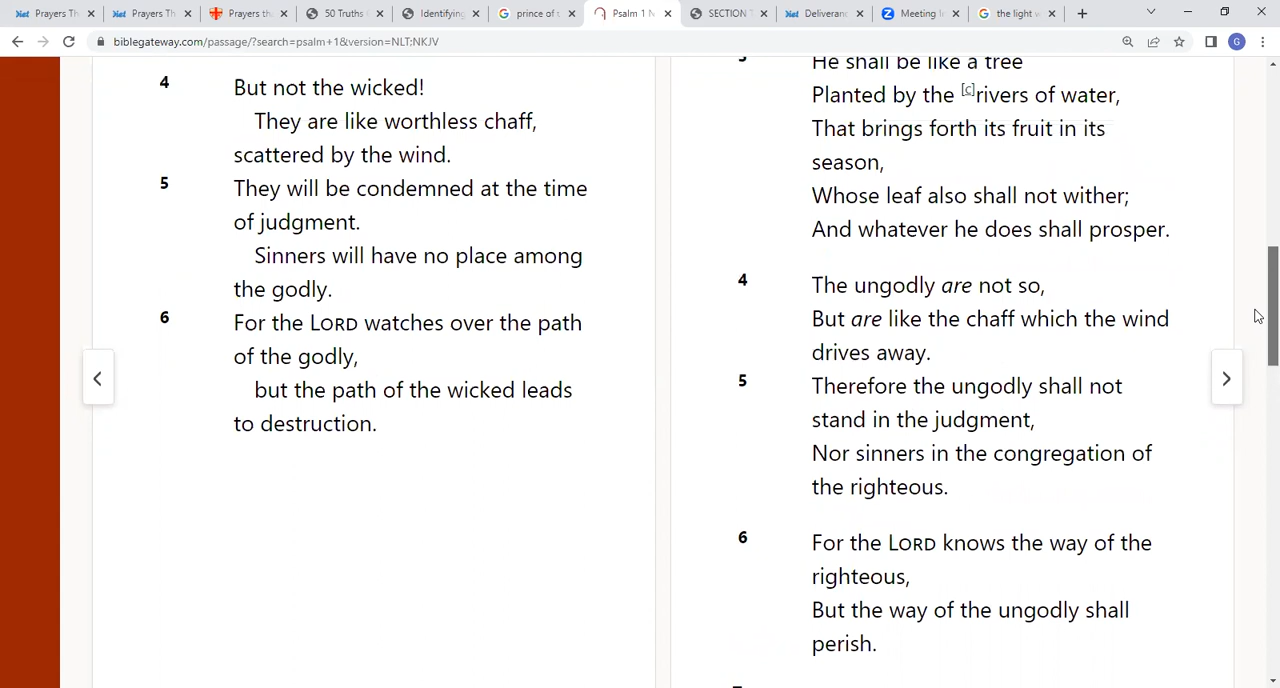 Prayers Th
Prayers Th
Prayers tha
50 Truths
Identifying
prince of t
Psalm 1 N
SECTION T
Deliveranc
Meeting I
the light w
biblegateway.com/passage/?search=psalm+1&version=NLT;NKJV
G
4 But not the wicked!
They are like worthless chaff,
scattered by the wind.
5 They will be condemned at the time
of judgment.
Sinners will have no place among
the godly.
6 For the LORD watches over the path
of the godly,
but the path of the wicked leads
to destruction.
He shall be like a tree
Planted by the [c]rivers of water,
That brings forth its fruit in its
season,
Whose leaf also shall not wither;
And whatever he does shall prosper.
4 The ungodly are not so,
But are like the chaff which the wind
drives away.
5 Therefore the ungodly shall not
stand in the judgment,
Nor sinners in the congregation of
the righteous.
6 For the LORD knows the way of the
righteous,
But the way of the ungodly shall
perish.